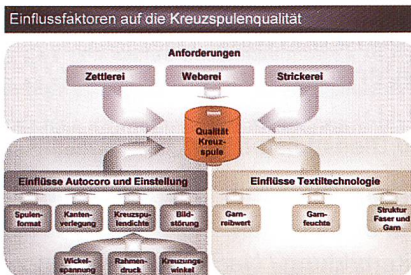 Einflussfaktoren auf die Kreuzspulenqualität
Anforderungen
Zettlerei
Weberei
Strickerei
Qualität
Kreuz-
spule
Einflüsse Autocoro und Einstellung
Einflüsse Textiltechnologie
Spulen-
format
Kanten-
verlegung
Kreuzspu-
lendichte
Bild-
störung
Garn-
reibwert
Garn-
feuchte
Struktur
Faser und
Garn
Wickel-
spannung
Rahmen-
druck
Kreuzungs-
winkel